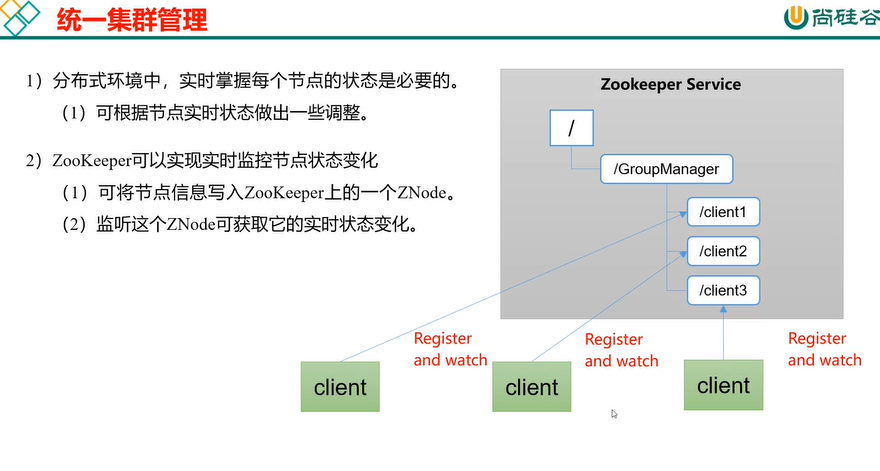 统一集群管理
尚硅谷
1）分布式环境中，实时掌握每个节点的状态是必要的。
（1）可根据节点实时状态做出一些调整。
2）ZooKeeper可以实现实时监控节点状态变化
（1）可将节点信息写入ZooKeeper上的一个ZNode。
（2）监听这个ZNode可获取它的实时状态变化。
Zookeeper Service
/
/GroupManager
/client1
/client2
/client3
Register
and watch
Register
and watch
Register
and watch
client
client
client